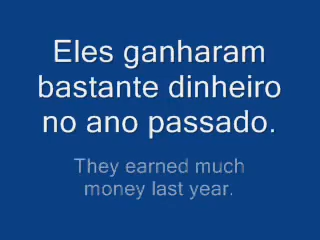 Eles ganharam
bastante dinheiro
no ano passado.
They earned much
money last year.